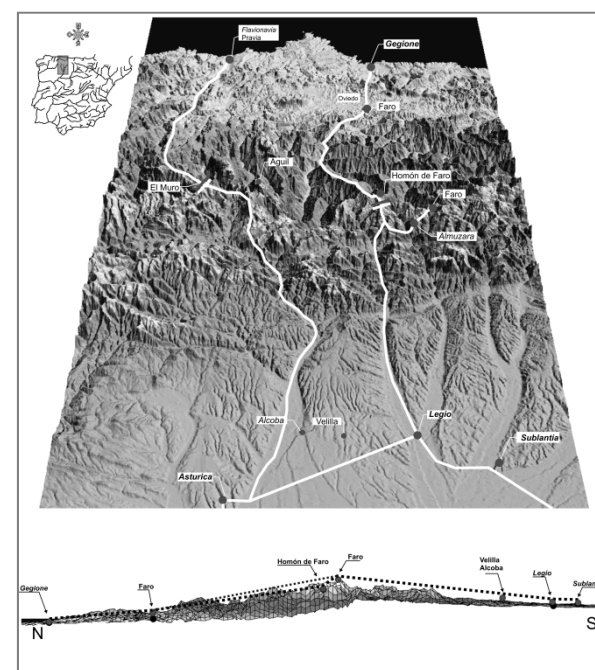 Flavionavia
Pravia
Gegione
Oviedo
Faro
Aguil
Homón de Faro
El Muro
Faro
Almuzara
Alcoba
Velilla
Legio
Sublantia
Asturica
Homón de Faro
Faro
Velilla
Alcoba
Legio
Sublan
Gegione
Faro
N
S